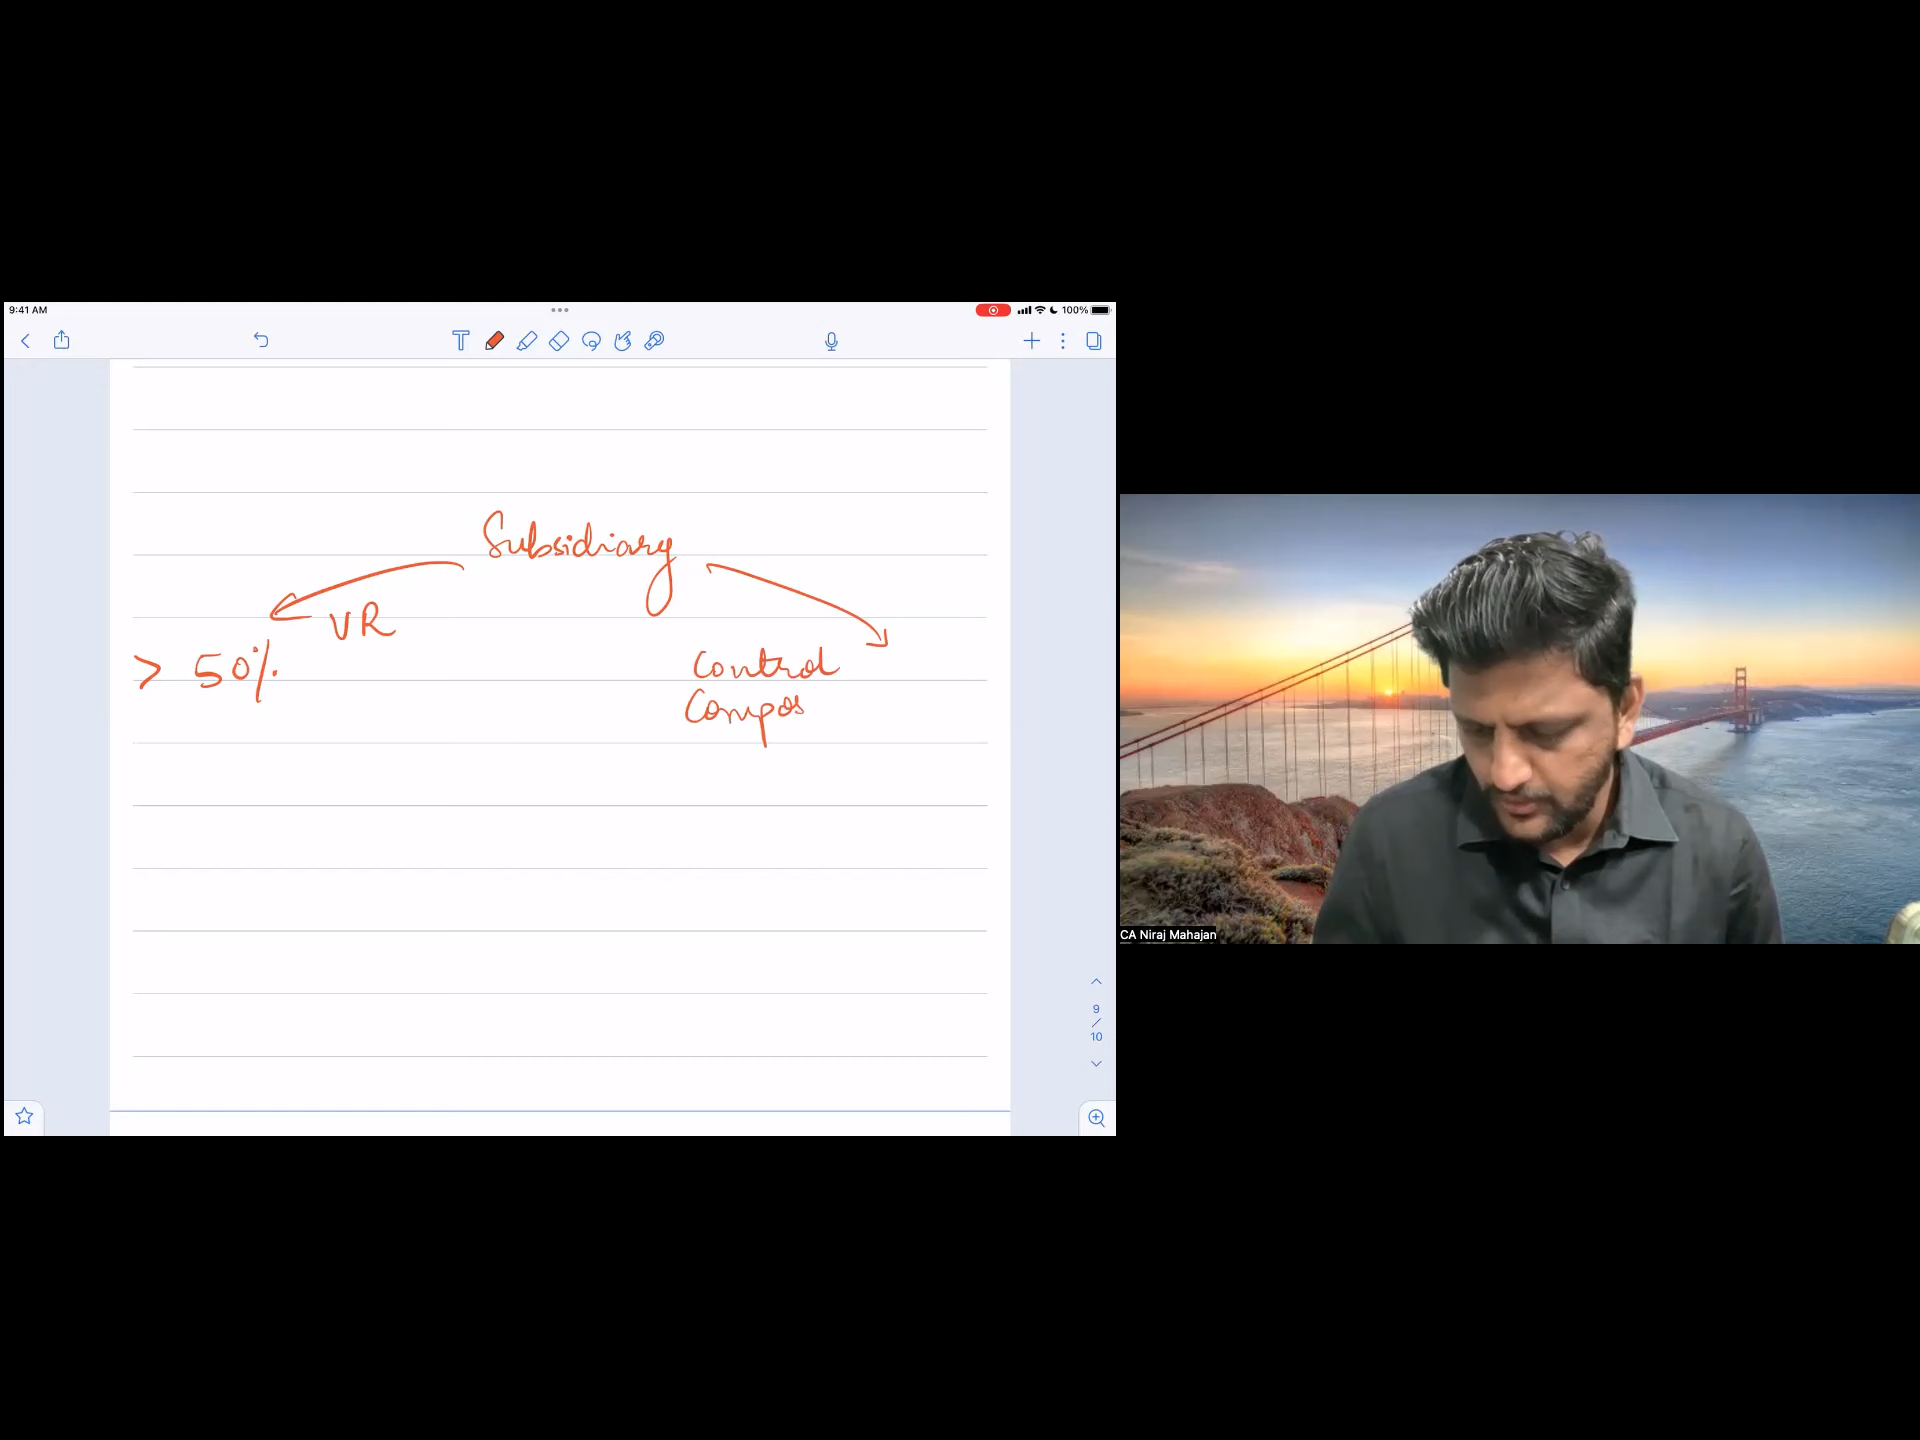 9:41 AM
100%
Subsidiary
VR
> 50%
Control
Compos
9
/
10
CA Niraj Mahajan